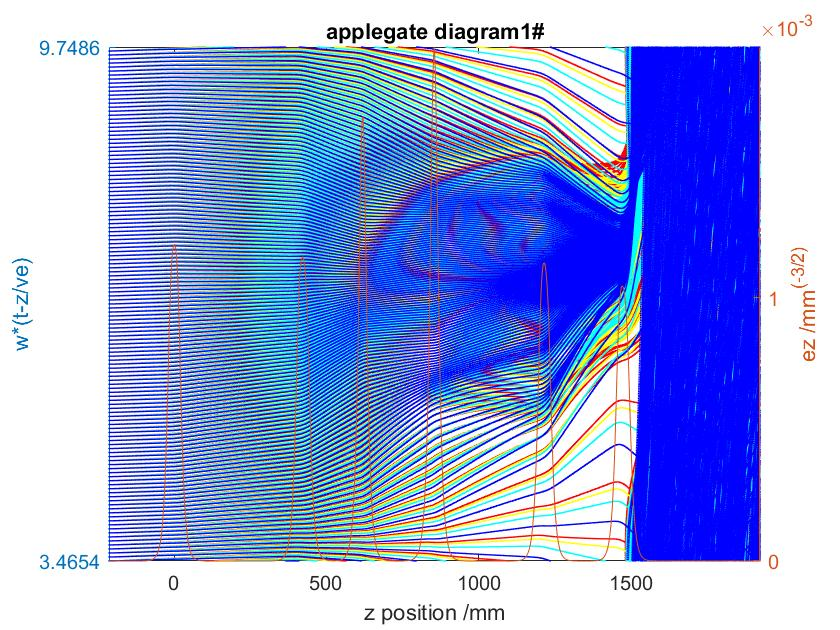 applegate diagram1#
×10⁻³
9.7486
w*(t-z/ve)
3.4654
0
500
1000
1500
z position /mm
1
0
ez /mm⁽⁻³/²⁾